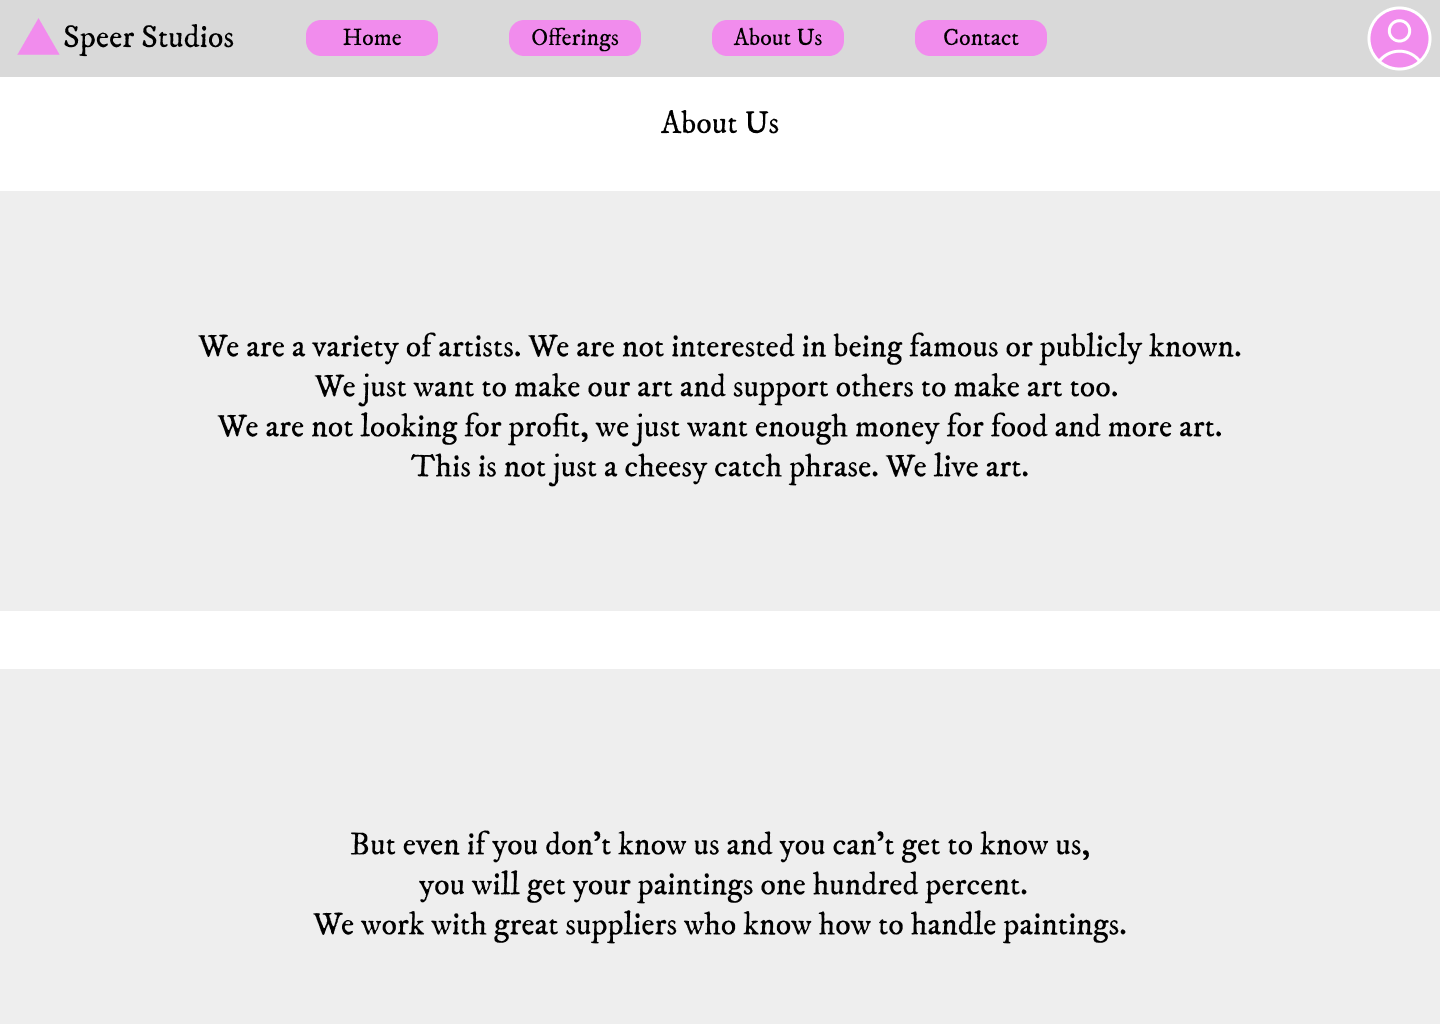 Speer Studios
Home
Offerings
About Us
Contact
About Us
We are a variety of artists. We are not interested in being famous or publicly known.
We just want to make our art and support others to make art too.
We are not looking for profit, we just want enough money for food and more art.
This is not just a cheesy catch phrase. We live art.
But even if you don’t know us and you can’t get to know us,
you will get your paintings one hundred percent.
We work with great suppliers who know how to handle paintings.